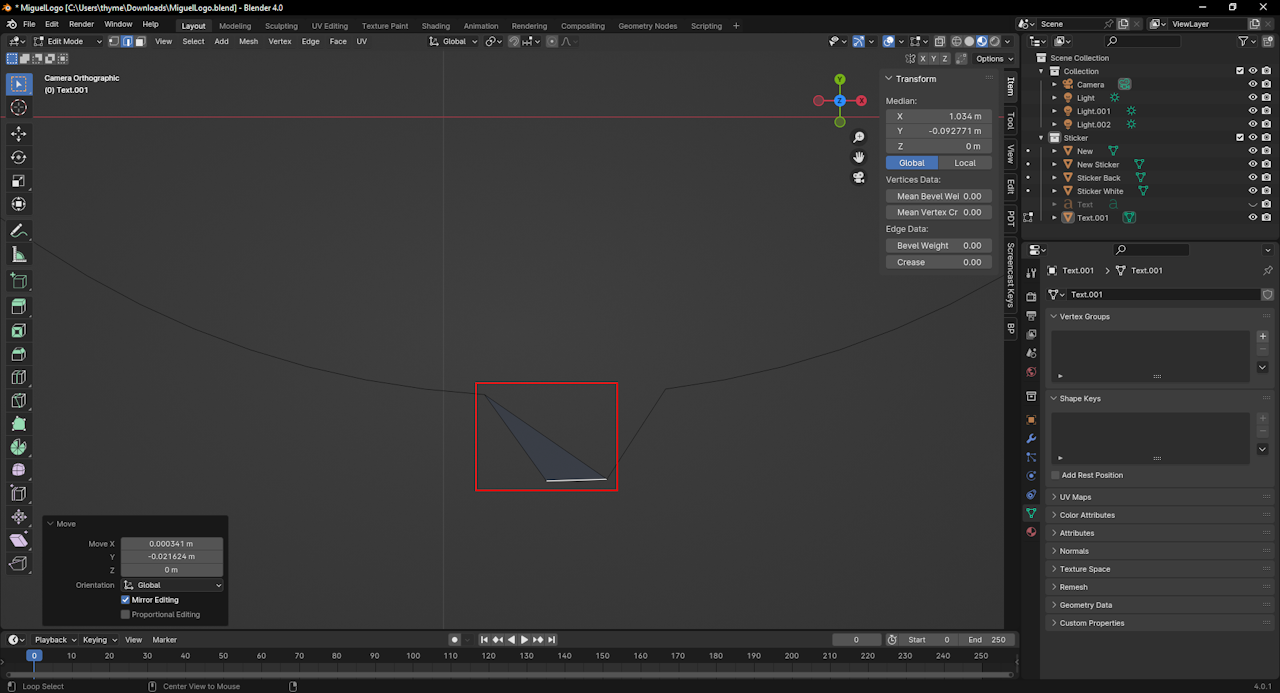 * MiguelLogo [C:\Users\thyme\Downloads\MiguelLogo.blend] - Blender 4.0
File Edit Render Window Help Layout Modeling Sculpting UV Editing Texture Paint Shading Animation Rendering Compositing Geometry Nodes Scripting + Scene ViewLayer
Edit Mode View Select Add Mesh Vertex Edge Face UV Global
X Y Z Options
Camera Orthographic
(0) Text.001
Y
X
Z
Transform
Median:
X 1.034 m
Y -0.092771 m
Z 0 m
Global Local
Vertices Data:
Mean Bevel Wei 0.00
Mean Vertex Cr 0.00
Edge Data:
Bevel Weight 0.00
Crease 0.00
Item
Tool
View
Edit
PDT
Screencast Keys
BP
Scene Collection
Collection
Camera
Light
Light.001
Light.002
Sticker
New
New Sticker
Sticker Back
Sticker White
Text
Text.001
Text.001 > Text.001
Text.001
Vertex Groups
Shape Keys
Add Rest Position
UV Maps
Color Attributes
Attributes
Normals
Texture Space
Remesh
Geometry Data
Custom Properties
Move
Move X 0.000341 m
Y -0.021624 m
Z 0 m
Orientation Global
Mirror Editing
Proportional Editing
Playback Keying View Marker 0 Start 0 End 250
0 10 20 30 40 50 60 70 80 90 100 110 120 130 140 150 160 170 180 190 200 210 220 230 240 250
Loop Select Center View to Mouse 4.0.1